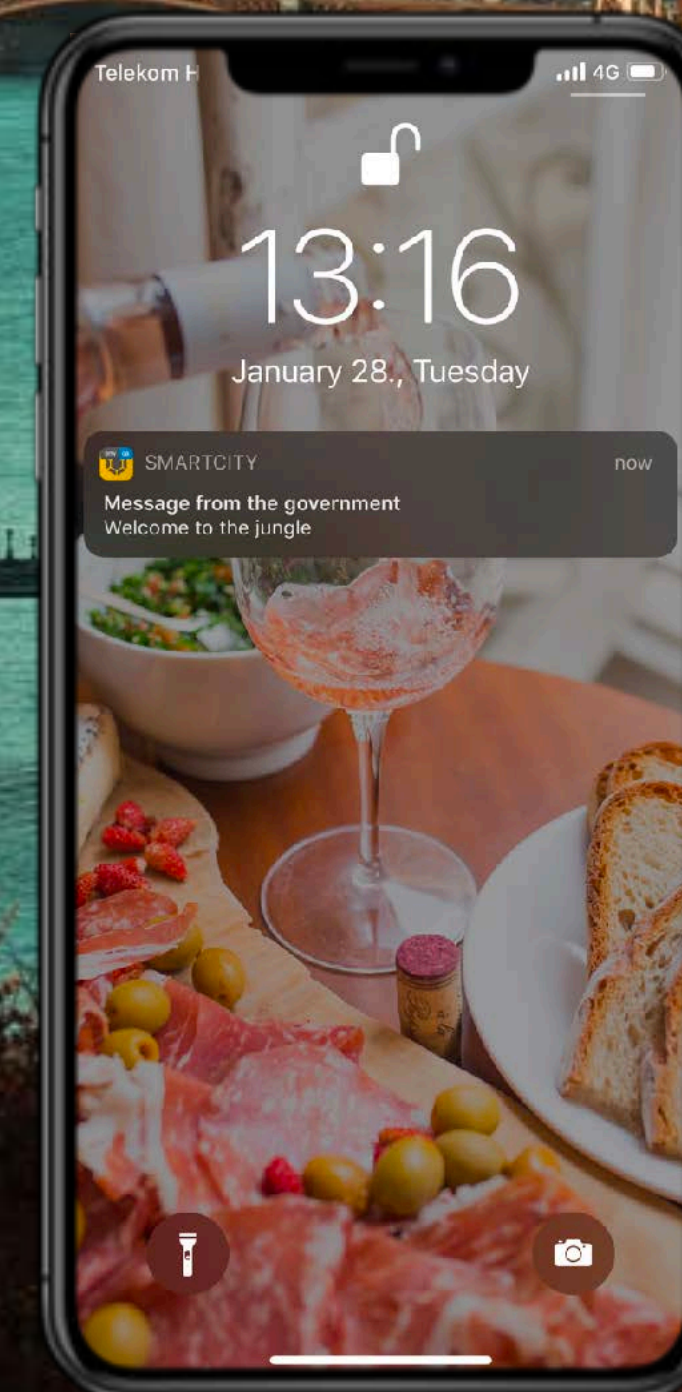 Telekom H
4G
13:16
January 28., Tuesday
SMARTCITY now
Message from the government
Welcome to the jungle